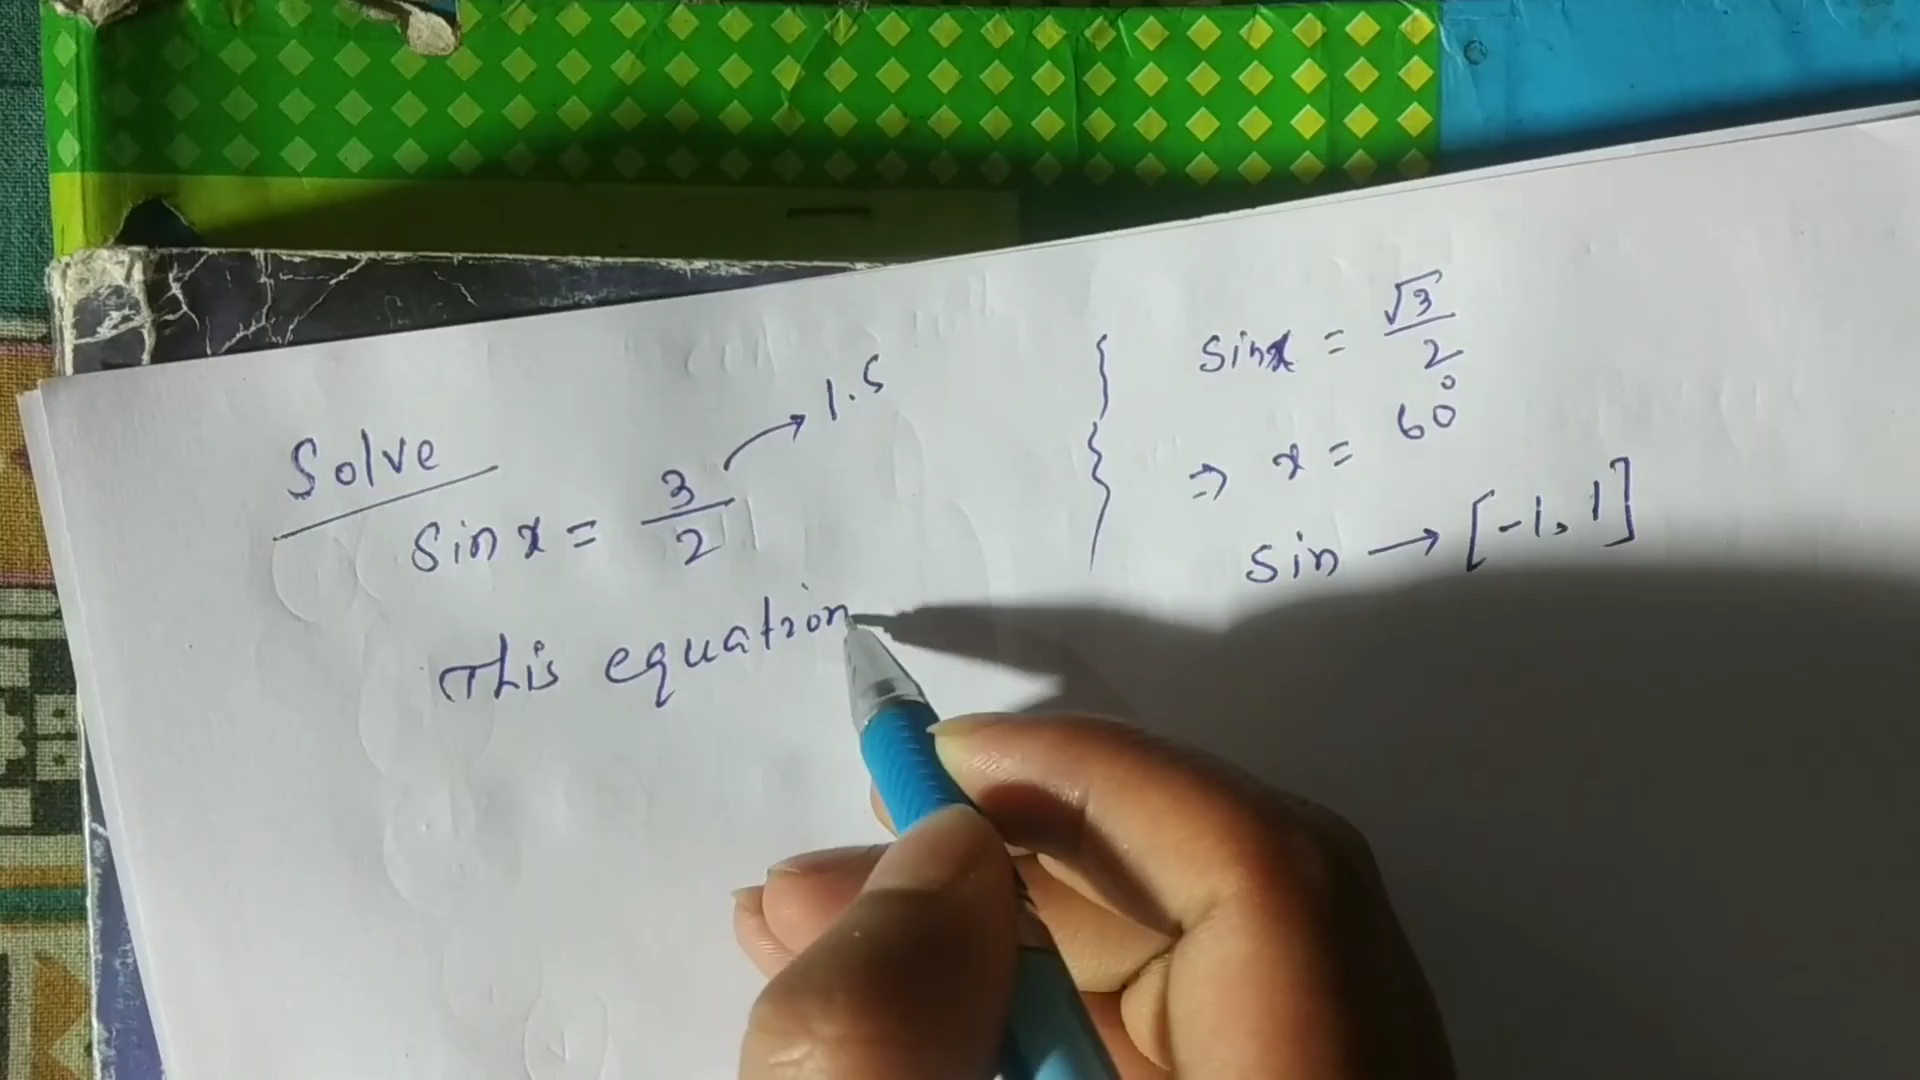 Solve
sin x = 3/2 → 1.5
This equation
sin x = √3/2
⇒ x = 60°
sin → [-1, 1]